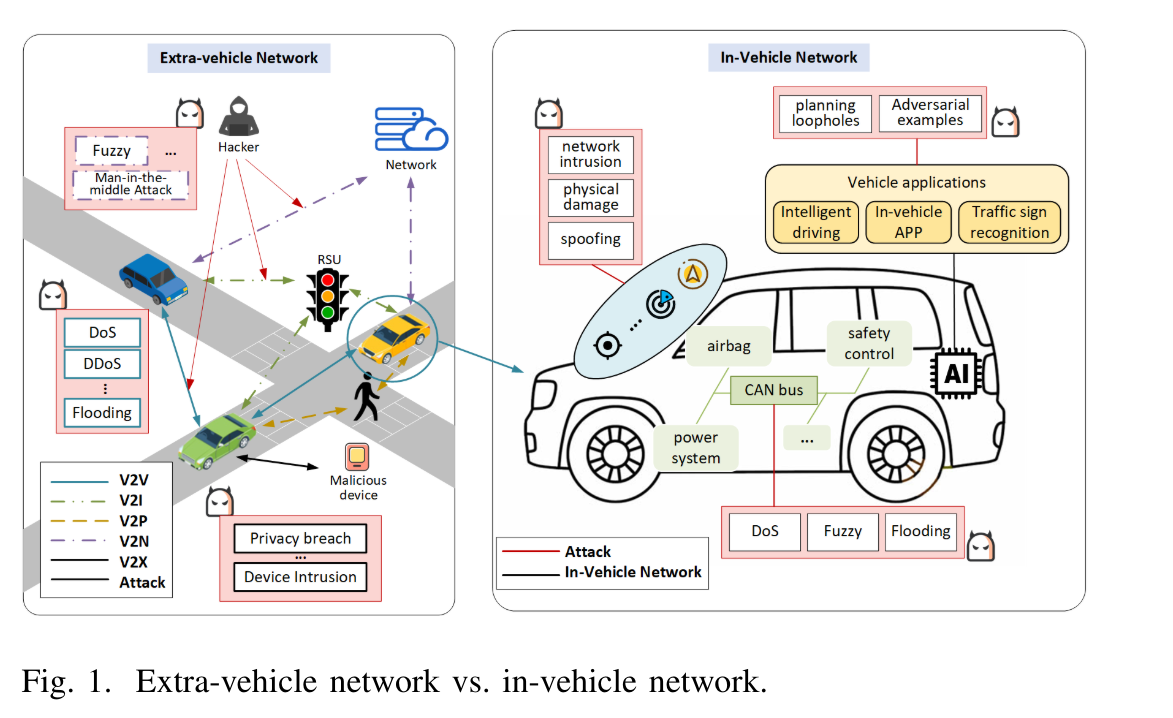 Extra-vehicle Network
Fuzzy
...
Man-in-the-
middle Attack
Hacker
Network
RSU
DoS
DDoS
Flooding
Malicious
device
V2V
V2I
V2P
V2N
V2X
Attack
Privacy breach
...
Device Intrusion
In-Vehicle Network
network
intrusion
physical
damage
spoofing
planning
loopholes
Adversarial
examples
Vehicle applications
Intelligent
driving
In-vehicle
APP
Traffic sign
recognition
airbag
safety
control
CAN bus
AI
power
system
...
DoS
Fuzzy
Flooding
Attack
In-Vehicle Network
Fig. 1. Extra-vehicle network vs. in-vehicle network.